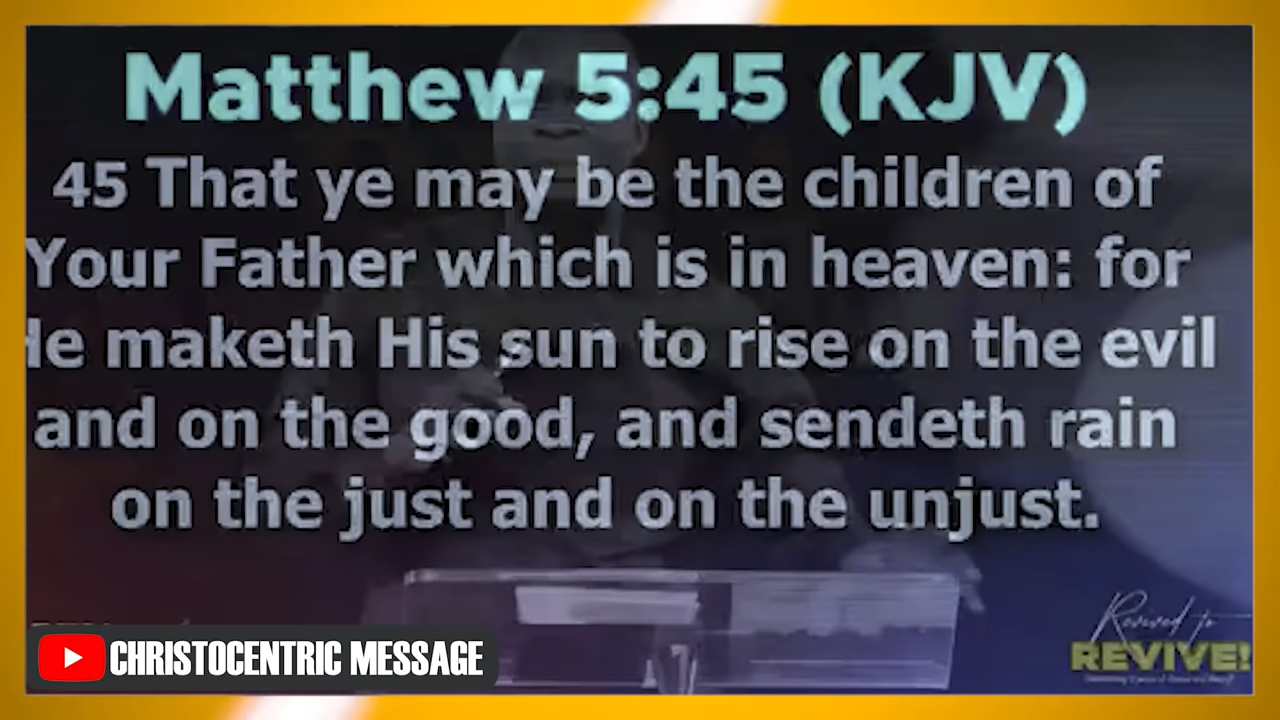 Matthew 5:45 (KJV)
45 That ye may be the children of
Your Father which is in heaven: for
He maketh His sun to rise on the evil
and on the good, and sendeth rain
on the just and on the unjust.
CHRISTOCENTRIC MESSAGE
Revived to
REVIVE!